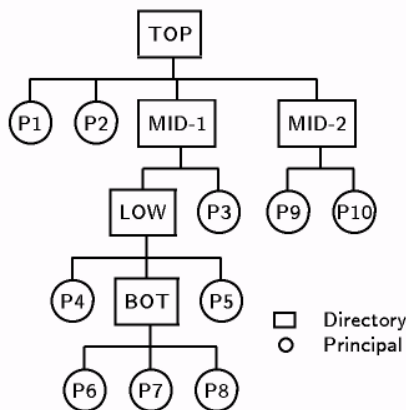 TOP
P1 P2 MID-1 MID-2
LOW P3 P9 P10
P4 BOT P5
Directory
Principal
P6 P7 P8